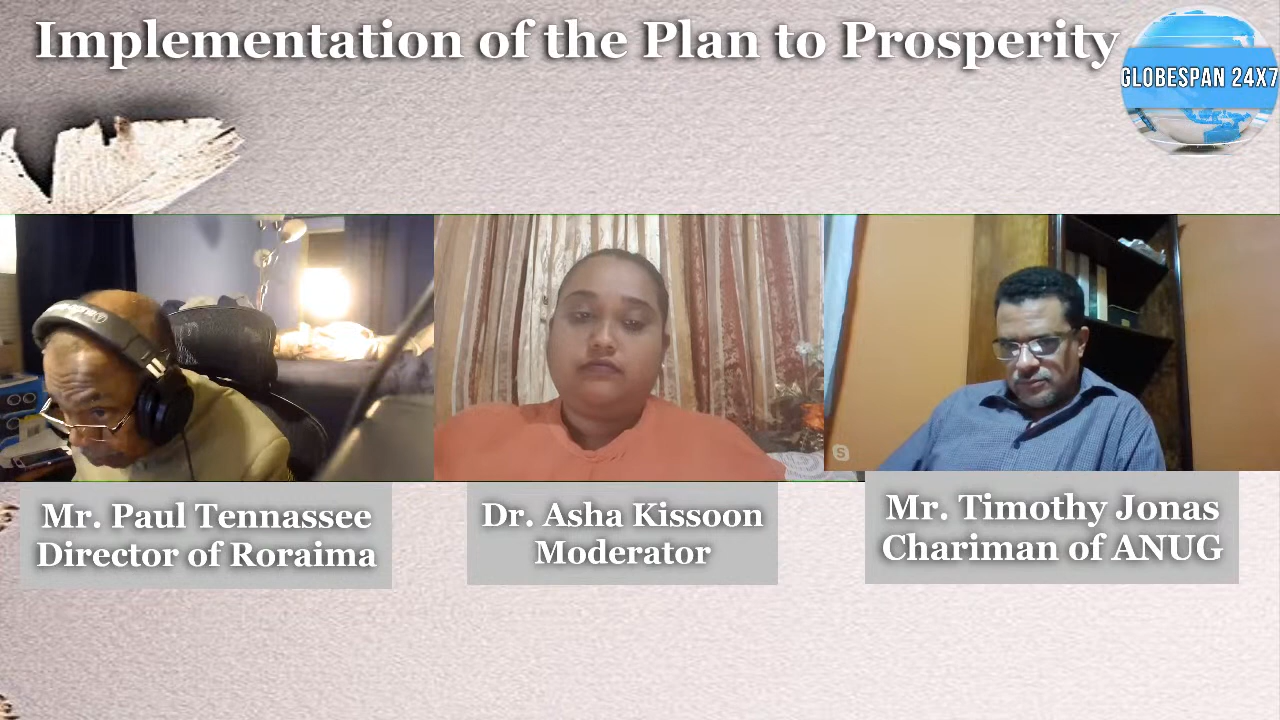 Implementation of the Plan to Prosperity
GLOBESPAN 24X7
Mr. Paul Tennassee
Director of Roraima
Dr. Asha Kissoon
Moderator
Mr. Timothy Jonas
Chariman of ANUG